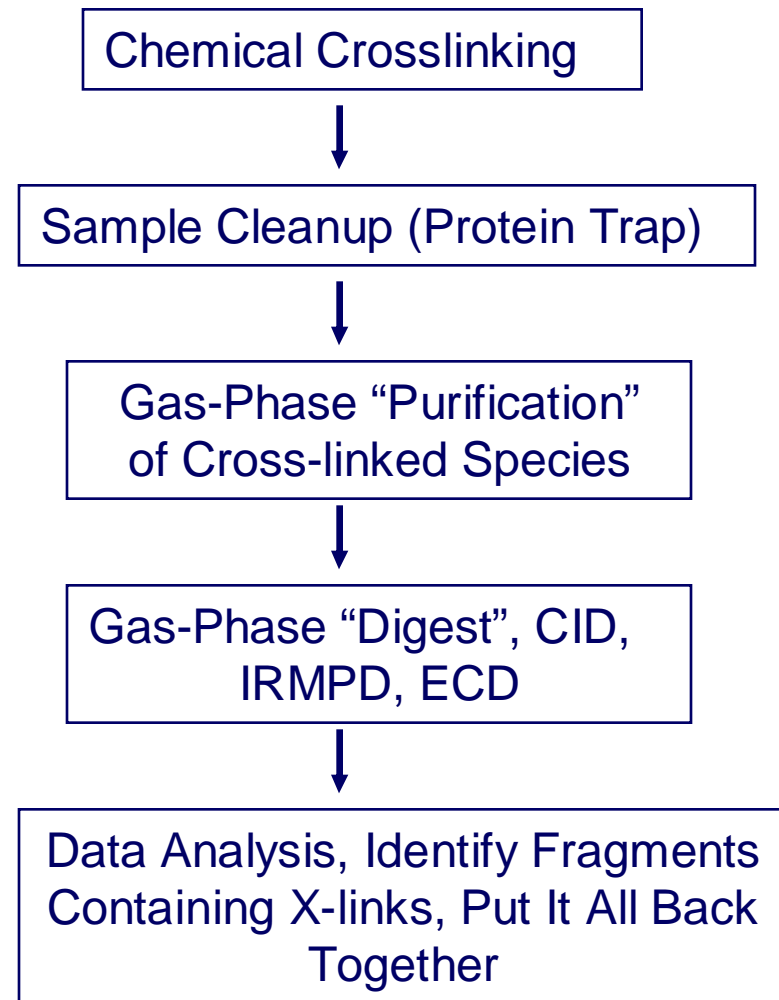 Chemical Crosslinking
Sample Cleanup (Protein Trap)
Gas-Phase “Purification”
of Cross-linked Species
Gas-Phase “Digest”, CID,
IRMPD, ECD
Data Analysis, Identify Fragments
Containing X-links, Put It All Back
Together